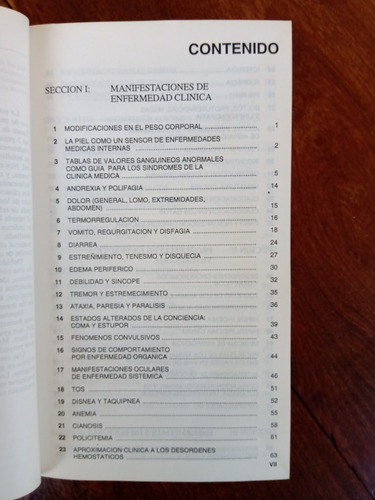 CONTENIDO
SECCION I: MANIFESTACIONES DE
ENFERMEDAD CLINICA
1 MODIFICACIONES EN EL PESO CORPORAL 1
2 LA PIEL COMO UN SENSOR DE ENFERMEDADES
MEDICAS INTERNAS 2
3 TABLAS DE VALORES SANGUINEOS ANORMALES
COMO GUIA PARA LOS SINDROMES DE LA
CLINICA MEDICA 5
4 ANOREXIA Y POLIFAGIA 14
5 DOLOR (GENERAL, LOMO, EXTREMIDADES,
ABDOMEN) 15
6 TERMORREGULACION 16
7 VOMITO, REGURGITACION Y DISFAGIA 18
8 DIARREA 24
9 ESTREÑIMIENTO, TENESMO Y DISQUECIA 27
10 EDEMA PERIFERICO 30
11 DEBILIDAD Y SINCOPE 32
12 TREMOR Y ESTREMECIMIENTO 35
13 ATAXIA, PARESIA Y PARALISIS 36
14 ESTADOS ALTERADOS DE LA CONCIENCIA:
COMA Y ESTUPOR 39
15 FENOMENOS CONVULSIVOS 43
16 SIGNOS DE COMPORTAMIENTO
POR ENFERMEDAD ORGANICA 44
17 MANIFESTACIONES OCULARES
DE ENFERMEDAD SISTEMICA 46
18 TOS 51
19 DISNEA Y TAQUIPNEA 52
20 ANEMIA 55
21 CIANOSIS 58
22 POLICITEMIA 61
23 APROXIMACION CLINICA A LOS DESORDENES
HEMOSTATICOS 63
VII